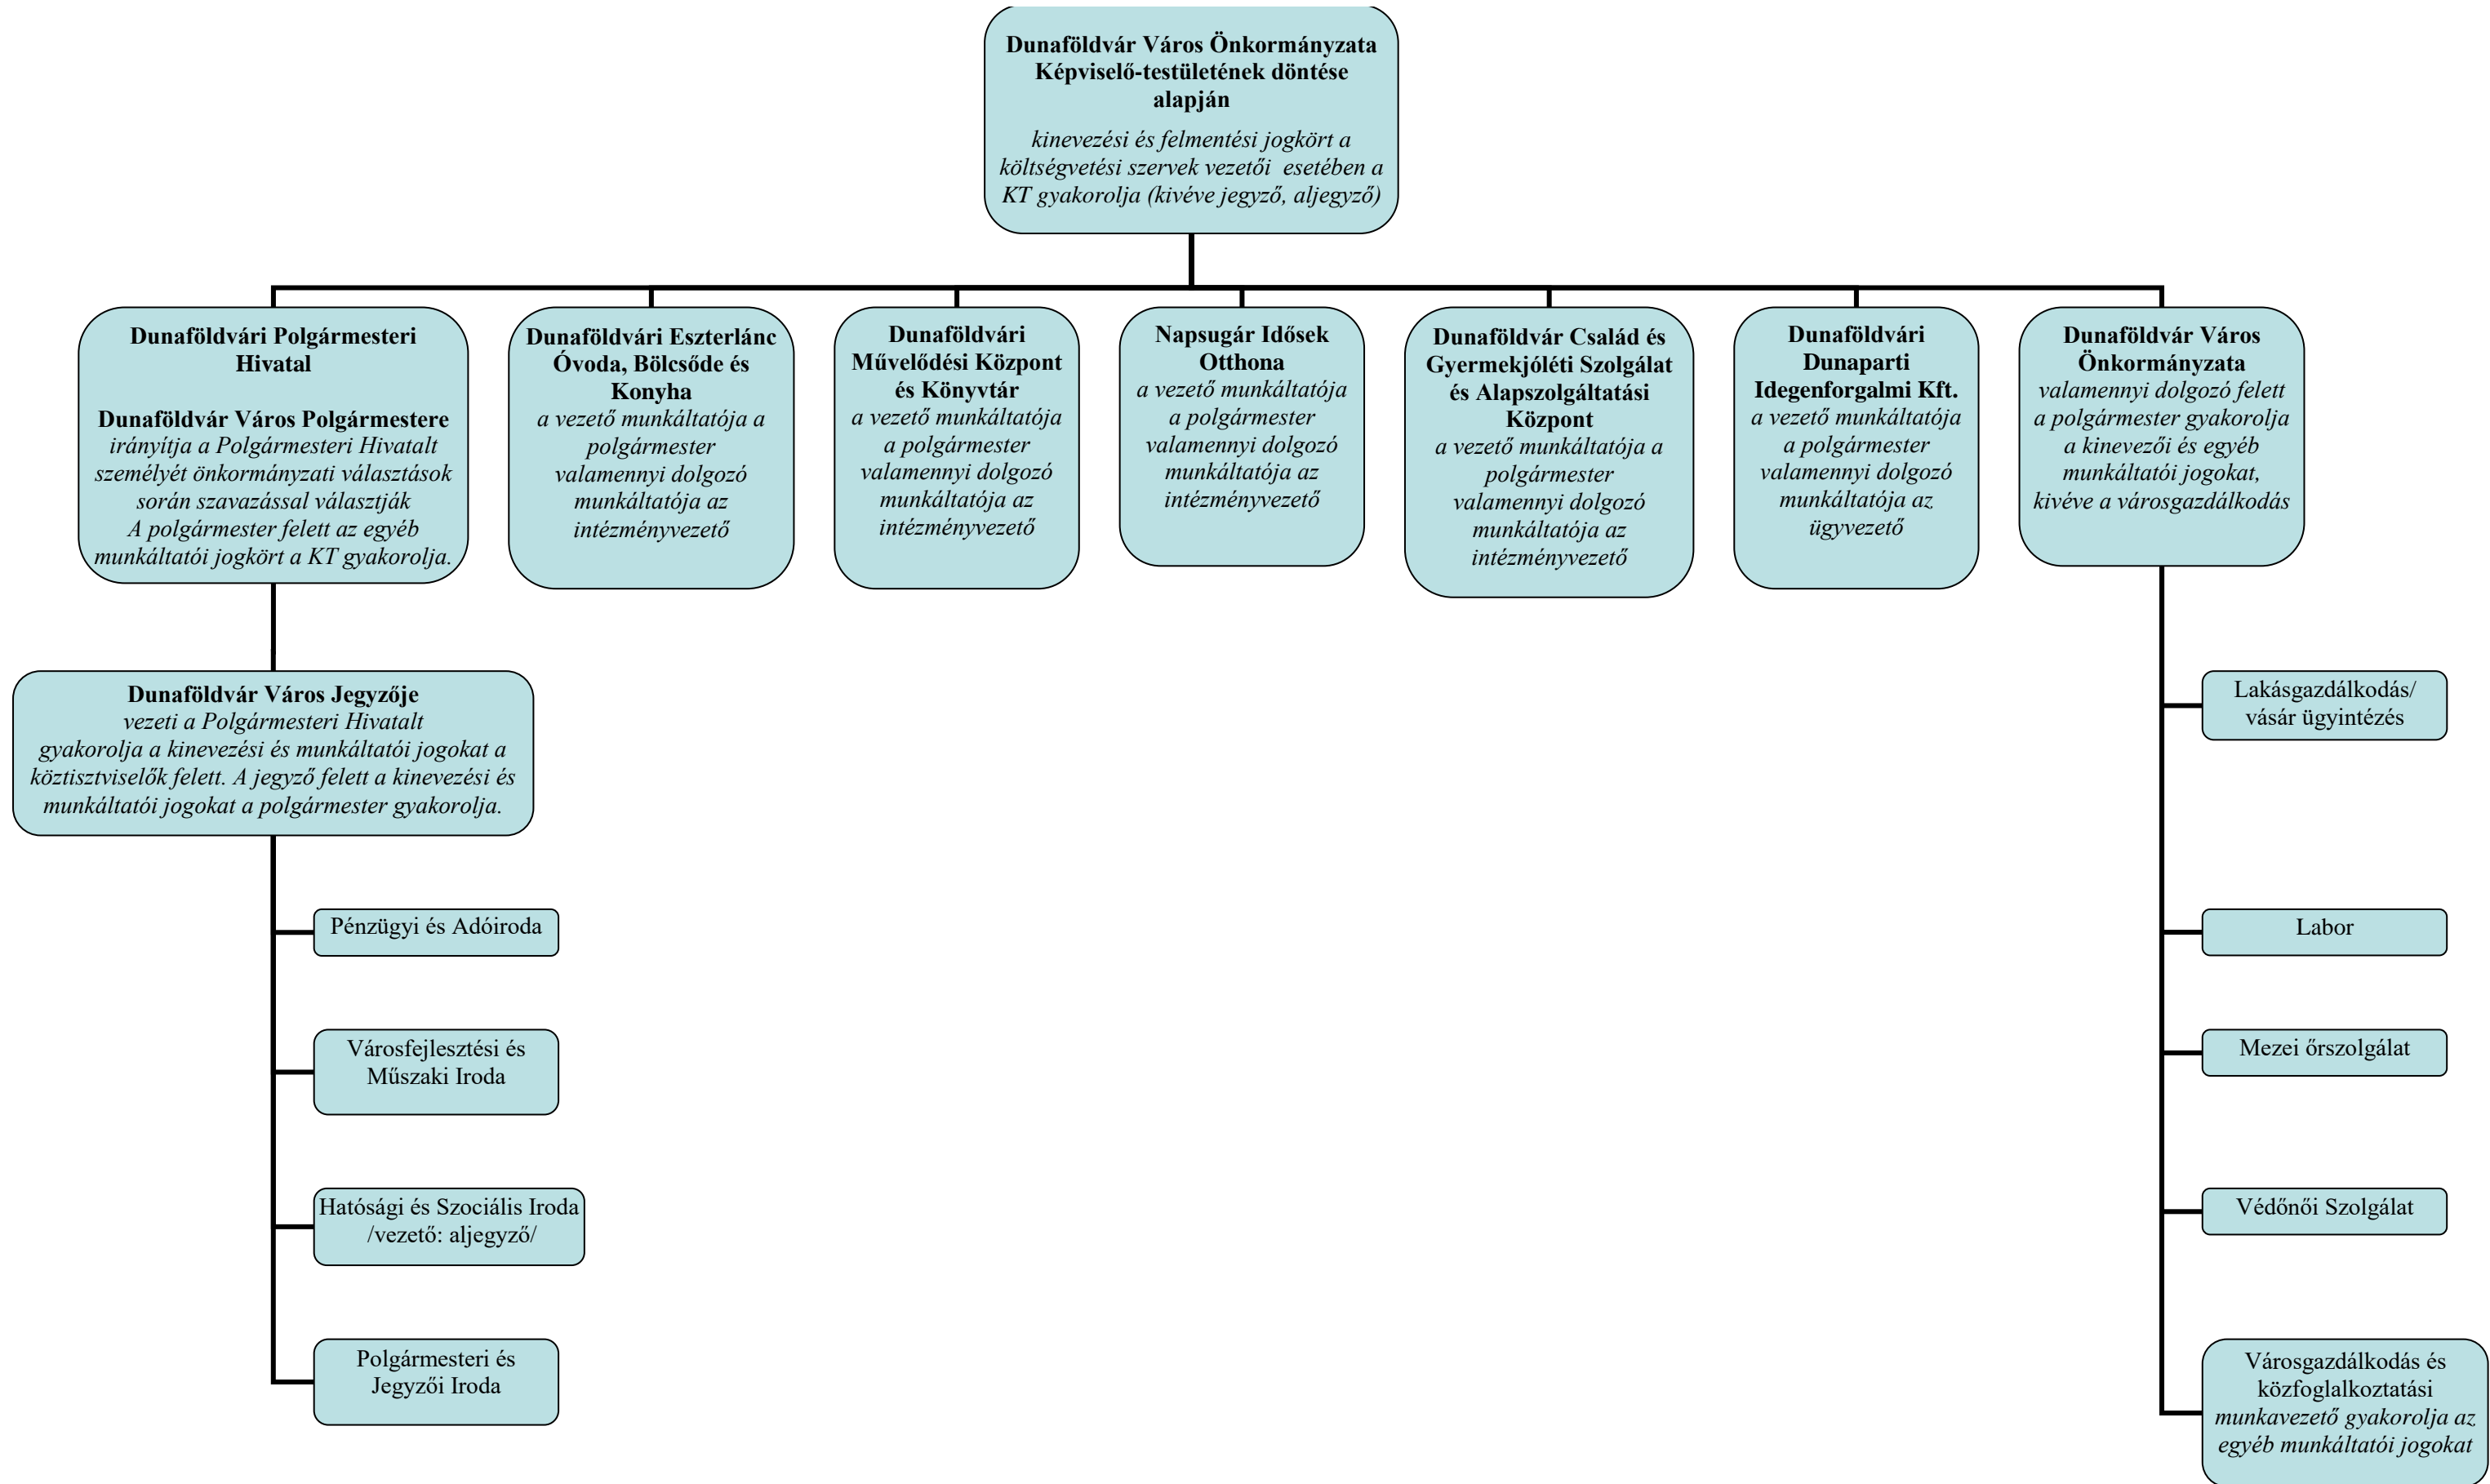 Dunaföldvár Város Önkormányzata
Képviselő-testületének döntése
alapján
kinevezési és felmentési jogkört a
költségvetési szervek vezetői  esetében a
KT gyakorolja (kivéve jegyző, aljegyző)
Dunaföldvári Polgármesteri
Hivatal
Dunaföldvár Város Polgármestere
irányítja a Polgármesteri Hivatalt
személyét önkormányzati választások
során szavazással választják
A polgármester felett az egyéb
munkáltatói jogkört a KT gyakorolja.
Dunaföldvári Eszterlánc
Óvoda, Bölcsőde és
Konyha
a vezető munkáltatója a
polgármester
valamennyi dolgozó
munkáltatója az
intézményvezető
Dunaföldvári
Művelődési Központ
és Könyvtár
a vezető munkáltatója
a polgármester
valamennyi dolgozó
munkáltatója az
intézményvezető
Napsugár Idősek
Otthona
a vezető munkáltatója
a polgármester
valamennyi dolgozó
munkáltatója az
intézményvezető
Dunaföldvár Család és
Gyermekjóléti Szolgálat
és Alapszolgáltatási
Központ
a vezető munkáltatója a
polgármester
valamennyi dolgozó
munkáltatója az
intézményvezető
Dunaföldvári
Dunaparti
Idegenforgalmi Kft.
a vezető munkáltatója
a polgármester
valamennyi dolgozó
munkáltatója az
ügyvezető
Dunaföldvár Város
Önkormányzata
valamennyi dolgozó felett
a polgármester gyakorolja
a kinevezői és egyéb
munkáltatói jogokat,
kivéve a városgazdálkodás
Dunaföldvár Város Jegyzője
vezeti a Polgármesteri Hivatalt
gyakorolja a kinevezési és munkáltatói jogokat a
köztisztviselők felett. A jegyző felett a kinevezési és
munkáltatói jogokat a polgármester gyakorolja.
Pénzügyi és Adóiroda
Városfejlesztési és
Műszaki Iroda
Hatósági és Szociális Iroda
/vezető: aljegyző/
Polgármesteri és
Jegyzői Iroda
Lakásgazdálkodás/
vásár ügyintézés
Labor
Mezei őrszolgálat
Védőnői Szolgálat
Városgazdálkodás és
közfoglalkoztatási
munkavezető gyakorolja az
egyéb munkáltatói jogokat